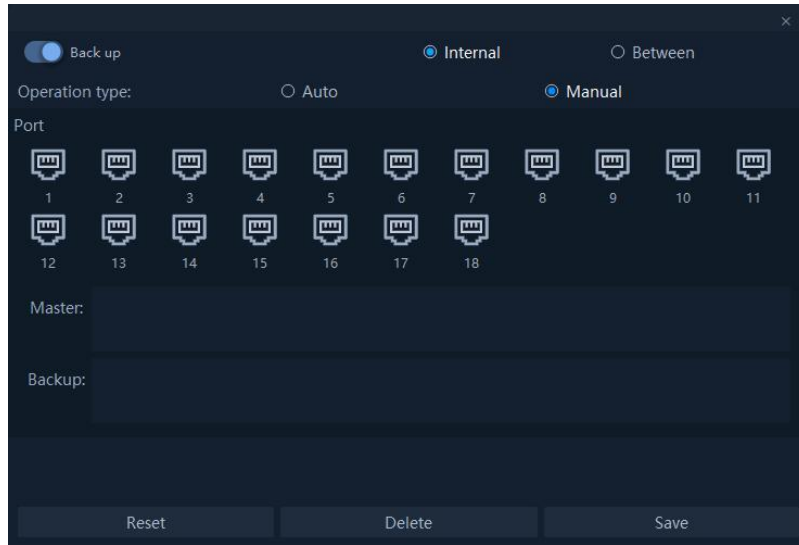 ×
Back up Internal Between
Operation type: Auto Manual
Port
1 2 3 4 5 6 7 8 9 10 11
12 13 14 15 16 17 18
Master:
Backup:
Reset Delete Save